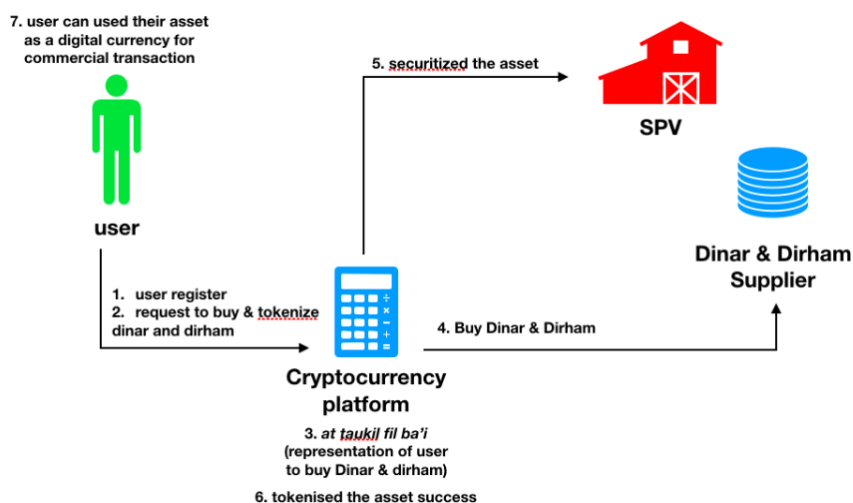 7. user can used their asset
as a digital currency for
commercial transaction
5. securitized the asset
SPV
user
Dinar & Dirham
Supplier
1. user register
2. request to buy & tokenize
dinar and dirham
4. Buy Dinar & Dirham
Cryptocurrency
platform
3. at taukil fil ba'i
(representation of user
to buy Dinar & dirham)
6. tokenised the asset success